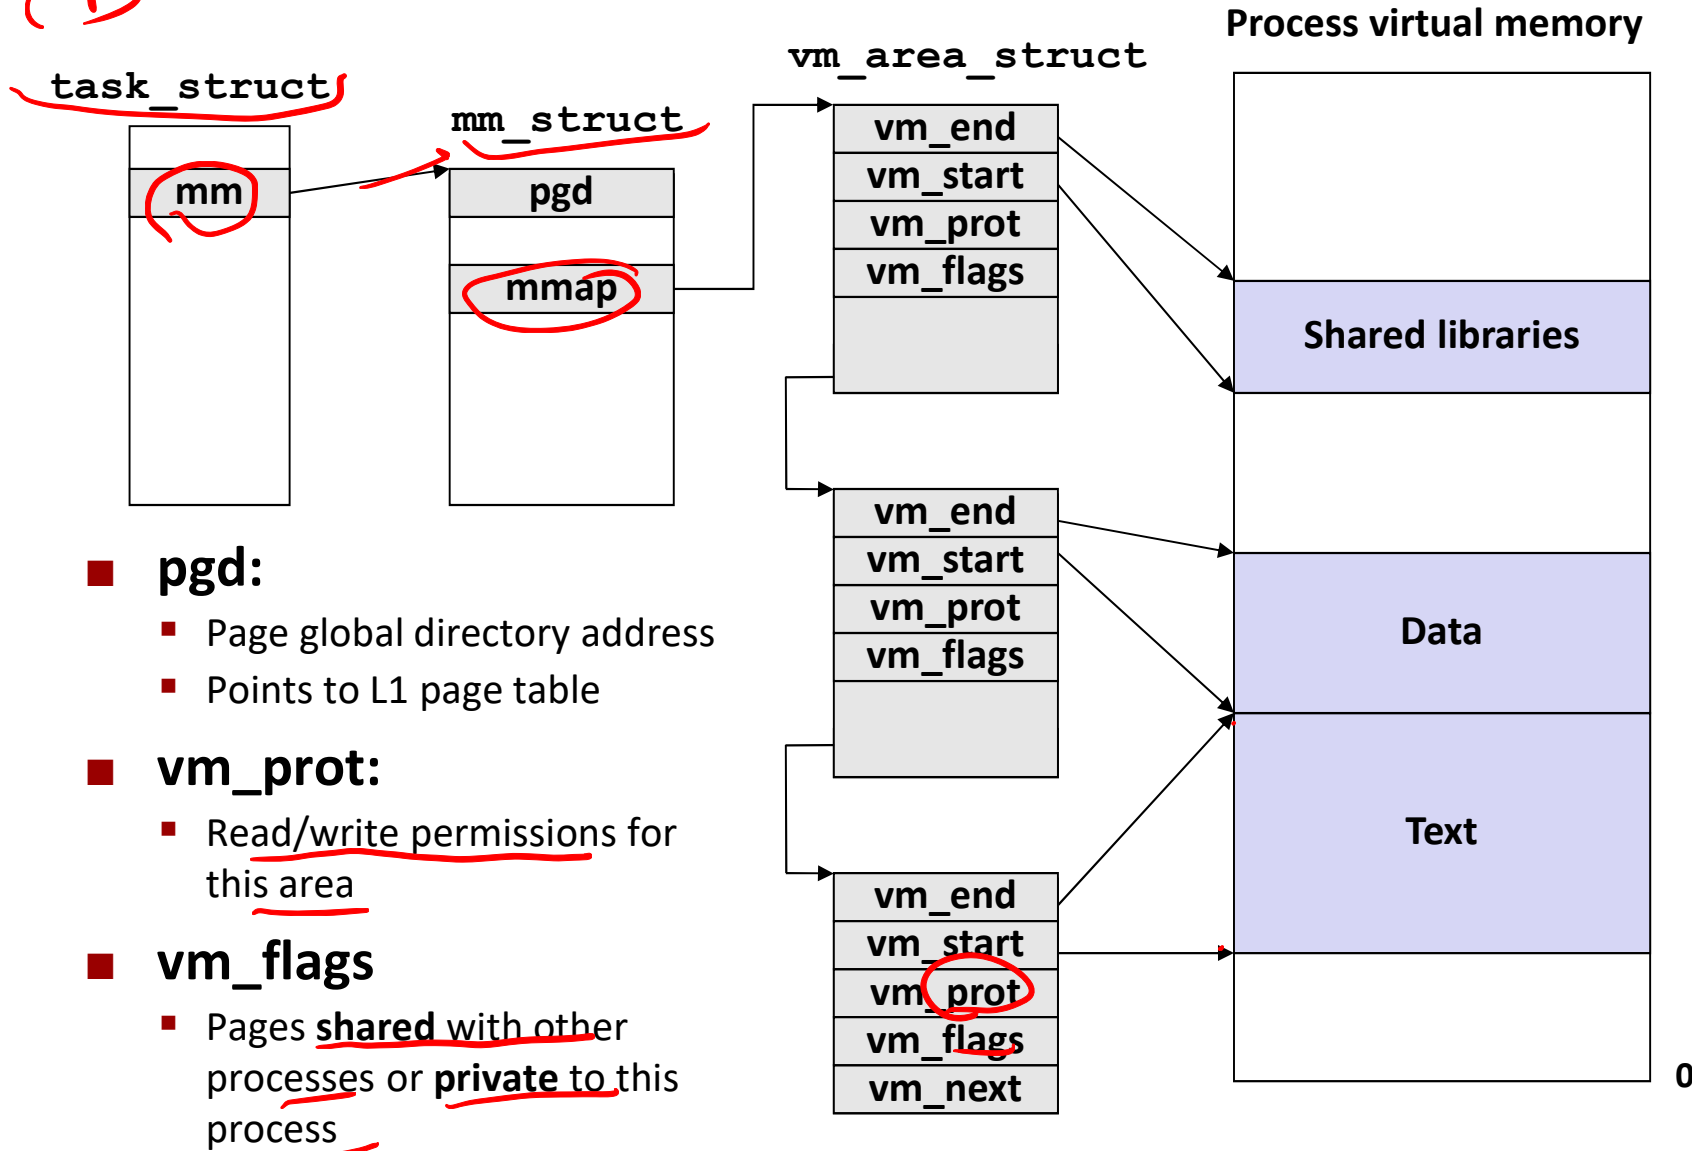 Process virtual memory
vm_area_struct
task_struct
mm_struct
mm
pgd
mmap
vm_end
vm_start
vm_prot
vm_flags
Shared libraries
vm_end
vm_start
vm_prot
vm_flags
Data
Text
vm_end
vm_start
vm_prot
vm_flags
vm_next
0
pgd:
Page global directory address
Points to L1 page table
vm_prot:
Read/write permissions for
this area
vm_flags
Pages shared with other
processes or private to this
process